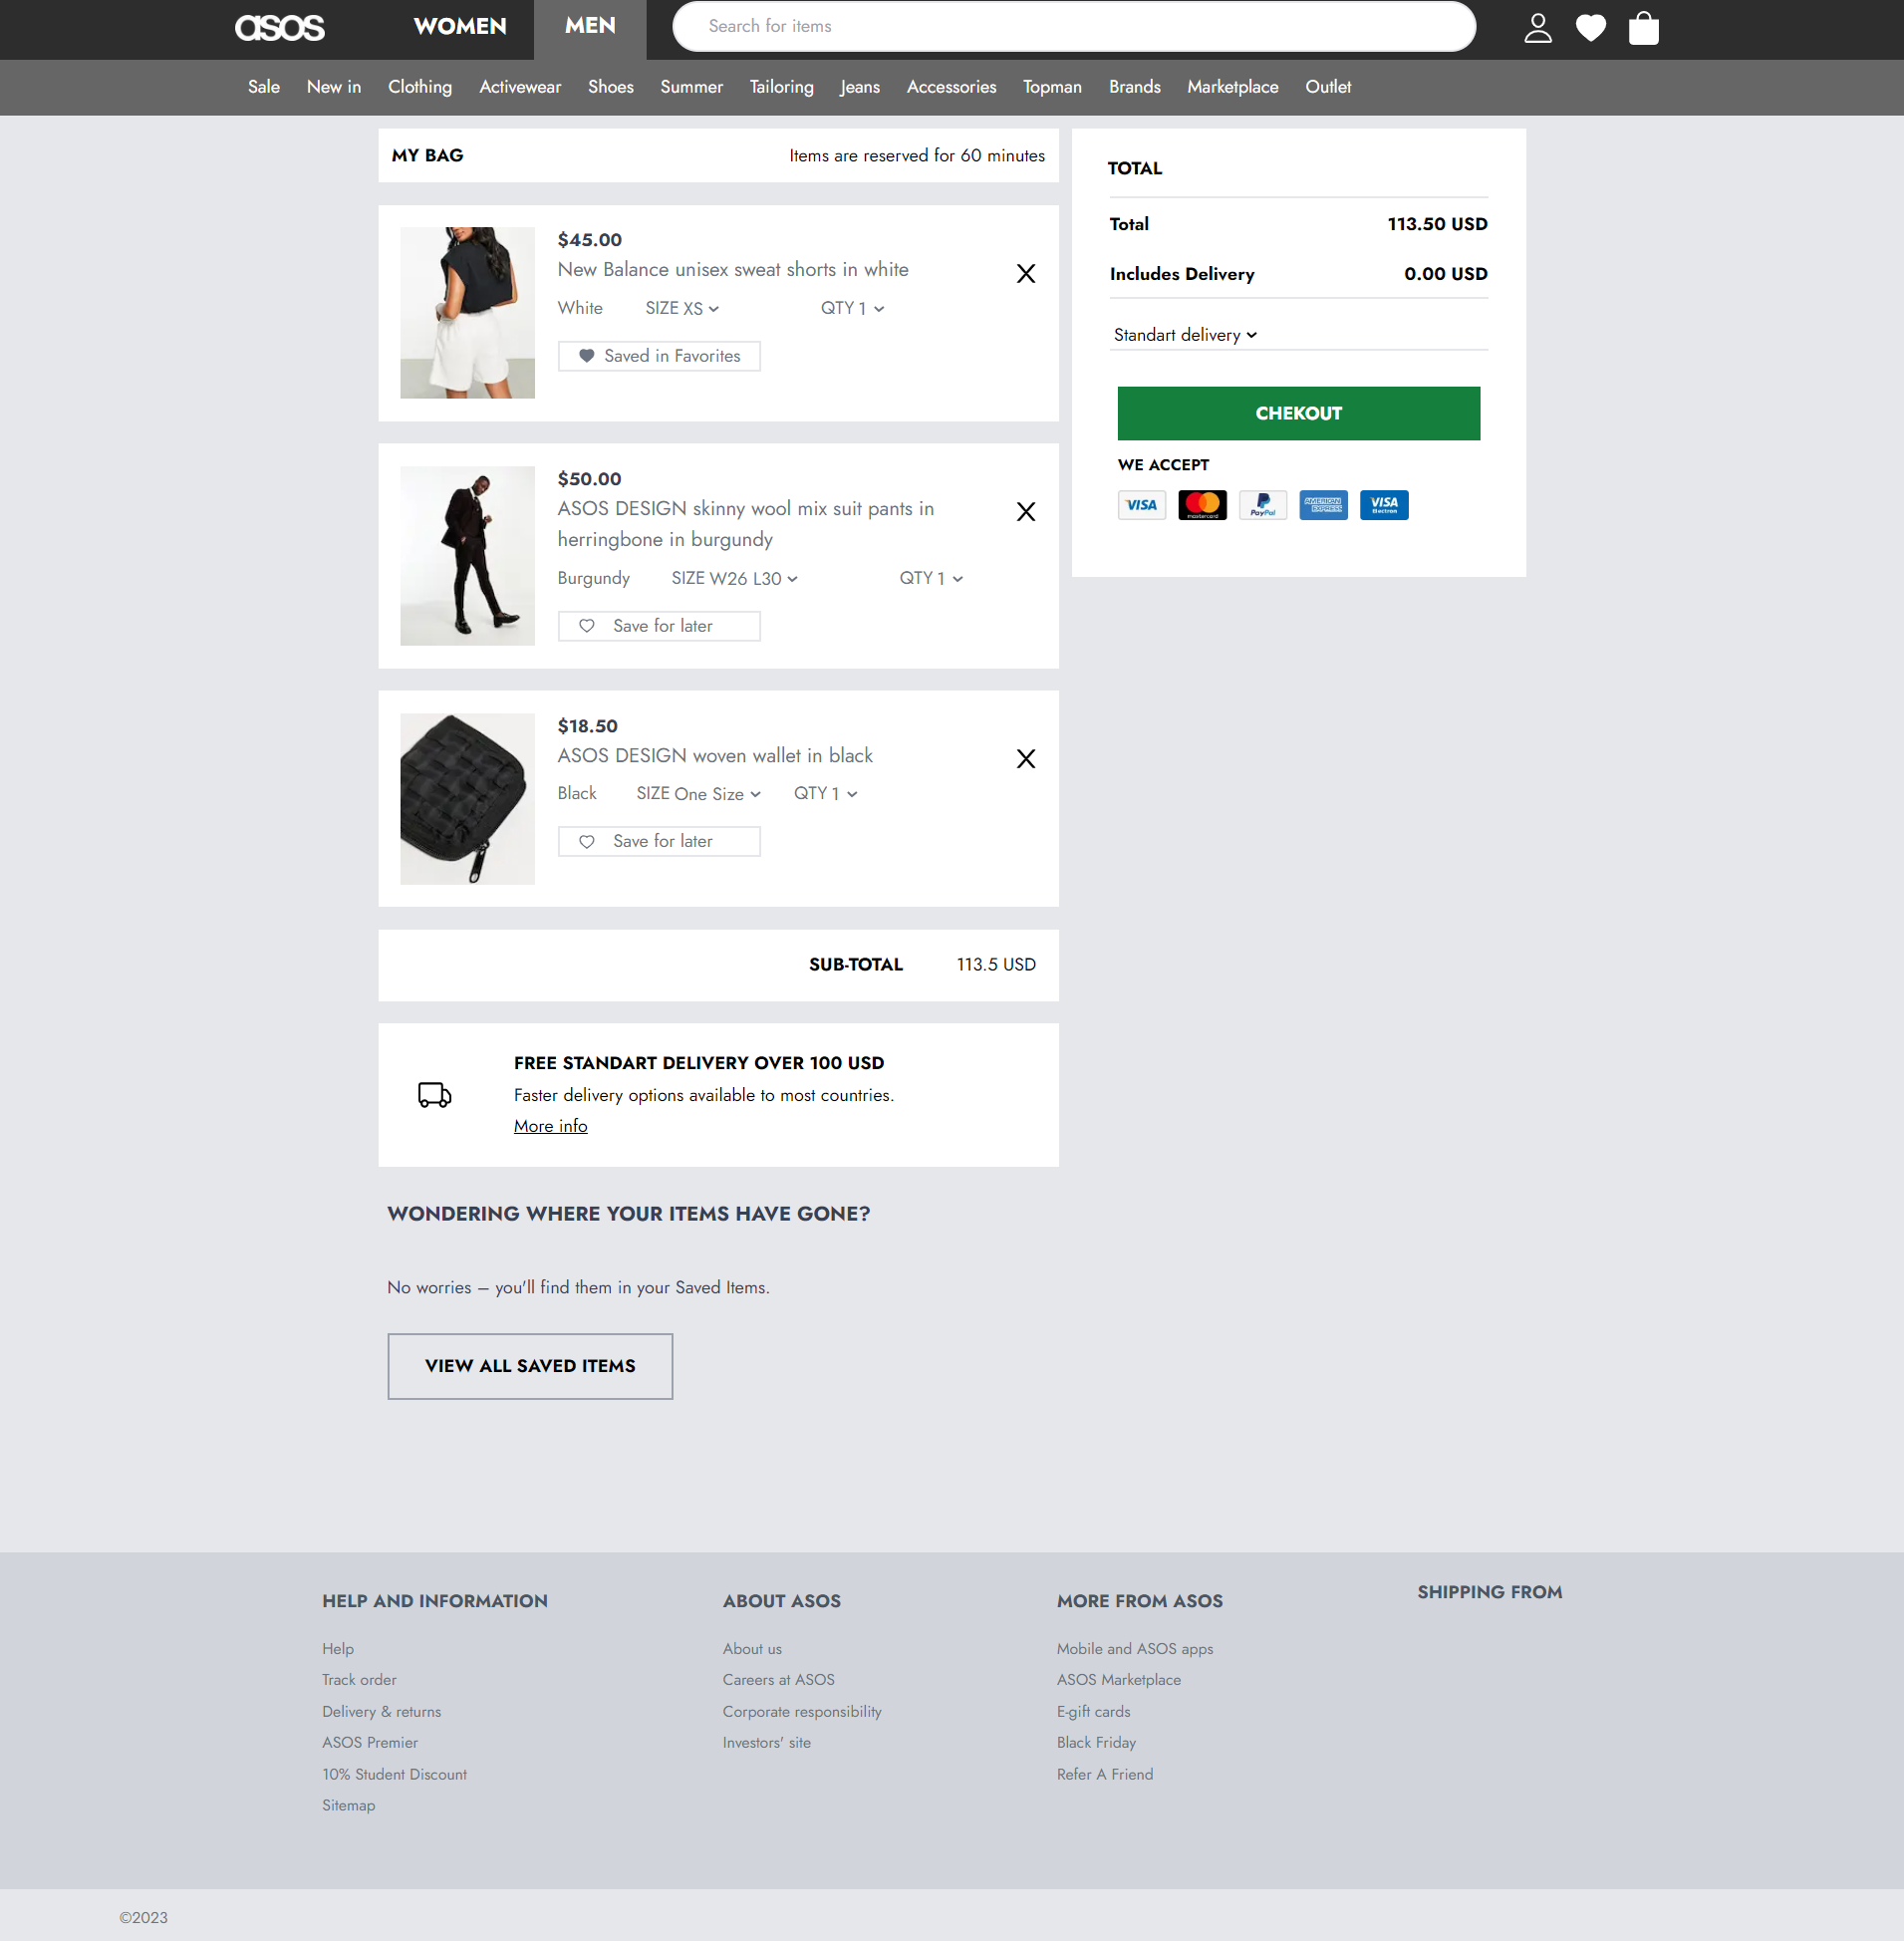 asos WOMEN MEN Search for items
Sale New in Clothing Activewear Shoes Summer Tailoring Jeans Accessories Topman Brands Marketplace Outlet
MY BAG Items are reserved for 60 minutes
$45.00
New Balance unisex sweat shorts in white
White SIZE XS QTY 1
Saved in Favorites
$50.00
ASOS DESIGN skinny wool mix suit pants in
herringbone in burgundy
Burgundy SIZE W26 L30 QTY 1
Save for later
$18.50
ASOS DESIGN woven wallet in black
Black SIZE One Size QTY 1
Save for later
SUB-TOTAL 113.5 USD
FREE STANDART DELIVERY OVER 100 USD
Faster delivery options available to most countries.
More info
WONDERING WHERE YOUR ITEMS HAVE GONE?
No worries – you'll find them in your Saved Items.
VIEW ALL SAVED ITEMS
TOTAL
Total 113.50 USD
Includes Delivery 0.00 USD
Standart delivery
CHEKOUT
WE ACCEPT
VISA mastercard PayPal AMERICAN EXPRESS VISA Electron
HELP AND INFORMATION
Help
Track order
Delivery & returns
ASOS Premier
10% Student Discount
Sitemap
ABOUT ASOS
About us
Careers at ASOS
Corporate responsibility
Investors' site
MORE FROM ASOS
Mobile and ASOS apps
ASOS Marketplace
E-gift cards
Black Friday
Refer A Friend
SHIPPING FROM
©2023